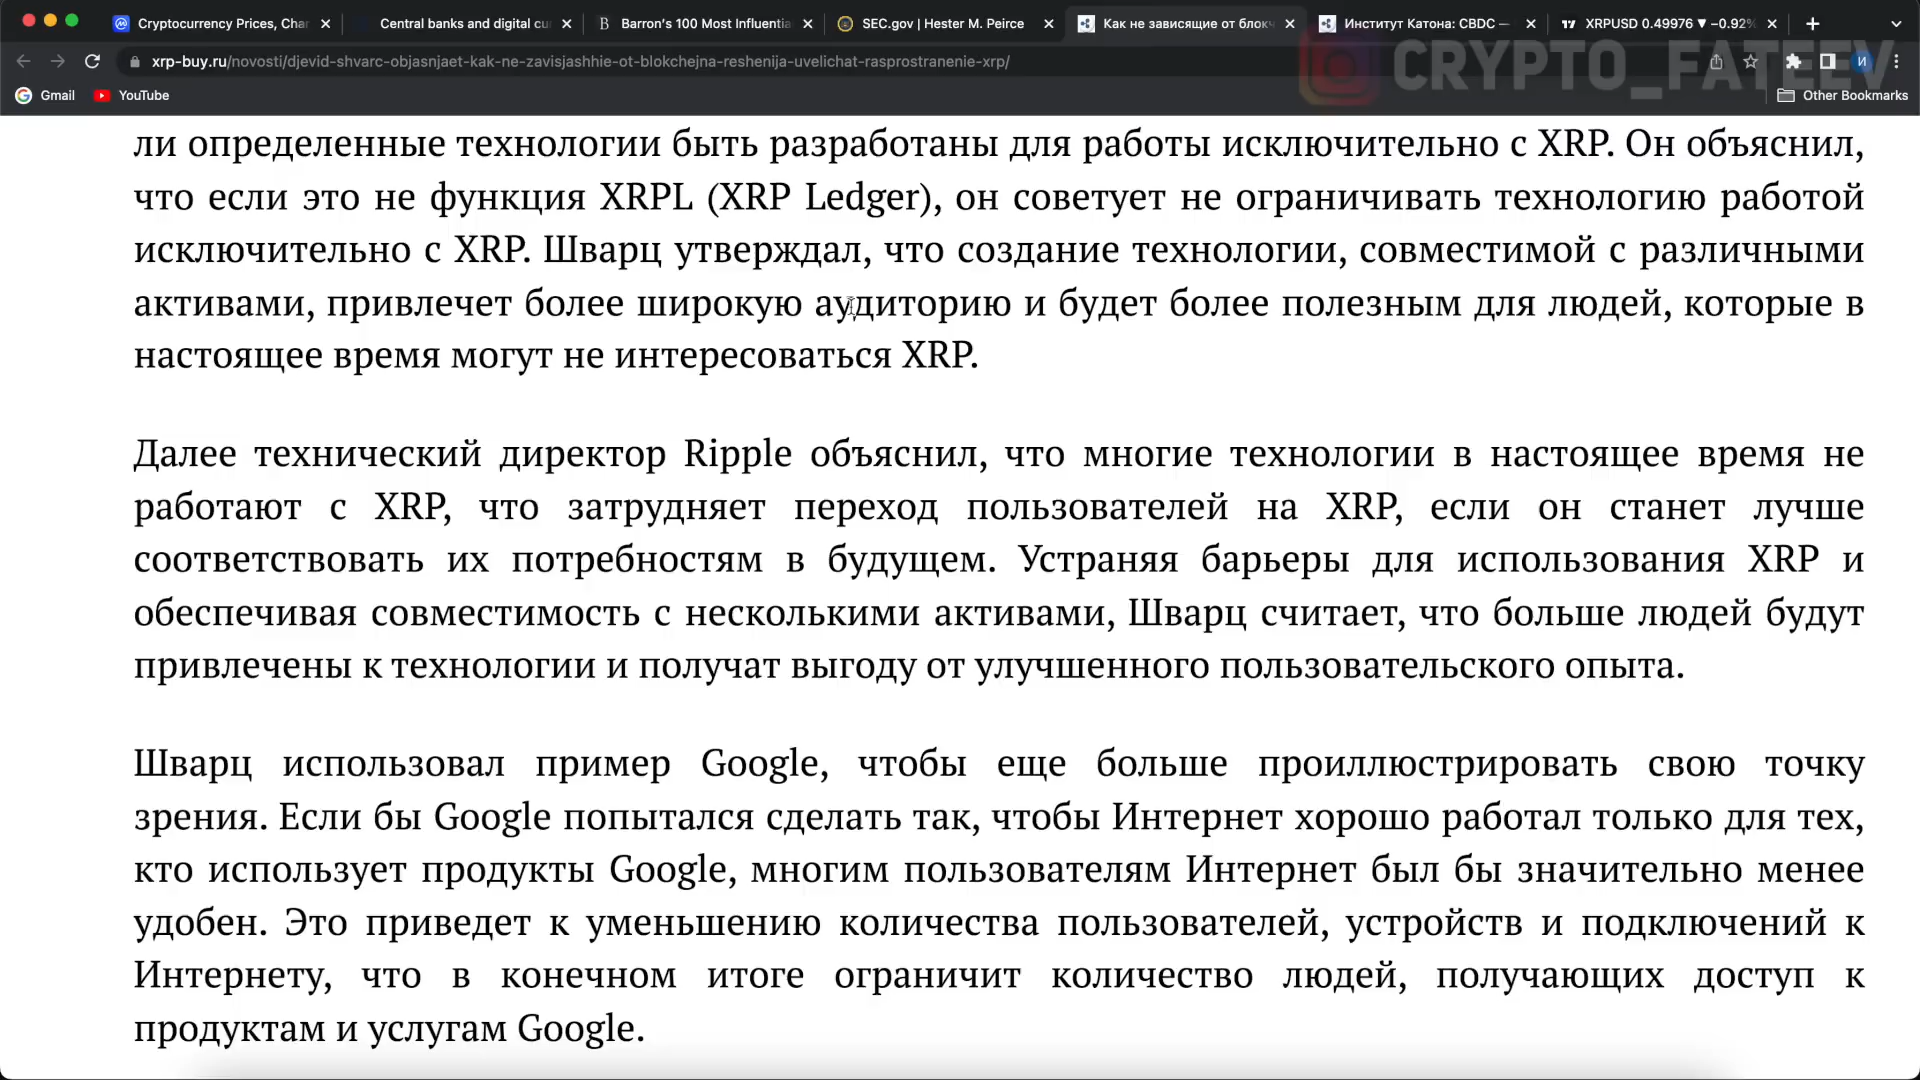 Cryptocurrency Prices, Char
Central banks and digital cu
Barron's 100 Most Influentia
SEC.gov | Hester M. Peirce
Как не зависящие от блокч
Институт Катона: CBDC —
XRPUSD 0.49976 ▼ −0.92%
xrp-buy.ru/novosti/djevid-shvarc-objasnjaet-kak-ne-zavisjashhie-ot-blokchejna-reshenija-uvelichat-rasprostranenie-xrp/
CRYPTO_FATEEV
И
Gmail
YouTube
Other Bookmarks
ли определенные технологии быть разработаны для работы исключительно с XRP. Он объяснил,
что если это не функция XRPL (XRP Ledger), он советует не ограничивать технологию работой
исключительно с XRP. Шварц утверждал, что создание технологии, совместимой с различными
активами, привлечет более широкую аудиторию и будет более полезным для людей, которые в
настоящее время могут не интересоваться XRP.
Далее технический директор Ripple объяснил, что многие технологии в настоящее время не
работают с XRP, что затрудняет переход пользователей на XRP, если он станет лучше
соответствовать их потребностям в будущем. Устраняя барьеры для использования XRP и
обеспечивая совместимость с несколькими активами, Шварц считает, что больше людей будут
привлечены к технологии и получат выгоду от улучшенного пользовательского опыта.
Шварц использовал пример Google, чтобы еще больше проиллюстрировать свою точку
зрения. Если бы Google попытался сделать так, чтобы Интернет хорошо работал только для тех,
кто использует продукты Google, многим пользователям Интернет был бы значительно менее
удобен. Это приведет к уменьшению количества пользователей, устройств и подключений к
Интернету, что в конечном итоге ограничит количество людей, получающих доступ к
продуктам и услугам Google.